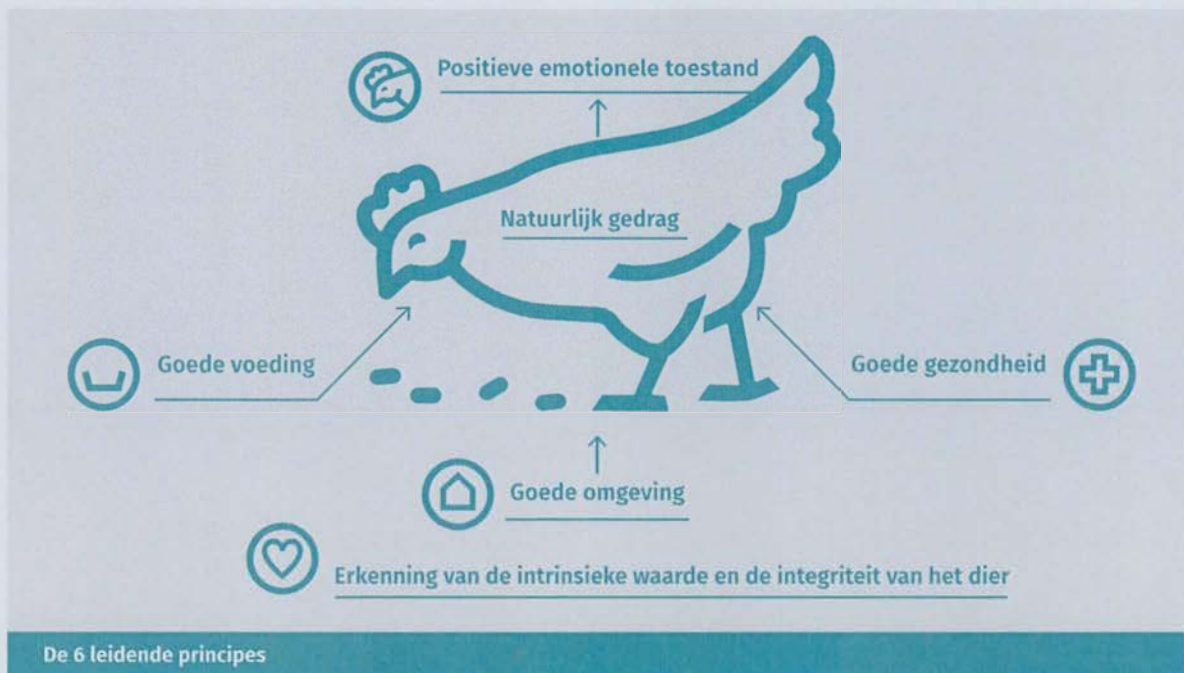 Positieve emotionele toestand
Natuurlijk gedrag
Goede voeding
Goede gezondheid
Goede omgeving
Erkenning van de intrinsieke waarde en de integriteit van het dier
De 6 leidende principes